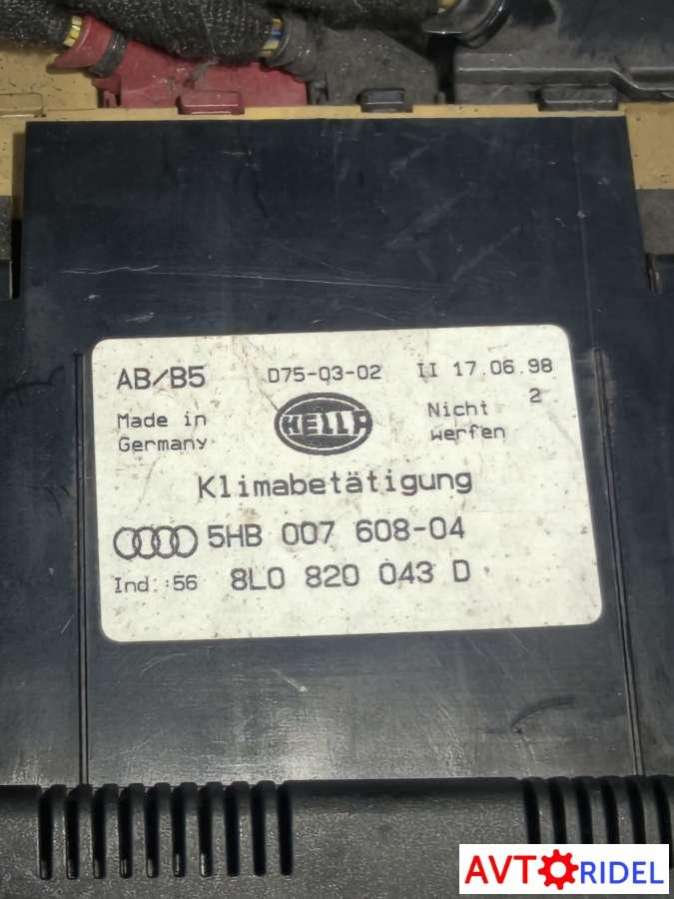 AB/B5 D75-03-02 II 17.06.98
Made in Germany
HELLA
Nicht 2
werfen
Klimabetätigung
5HB 007 608-04
Ind.:56 8L0 820 043 D
AVTORIDEL